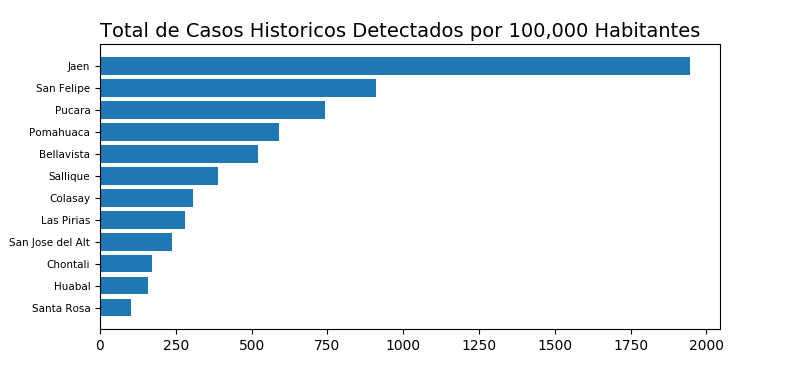 Total de Casos Historicos Detectados por 100,000 Habitantes
Jaen
San Felipe
Pucara
Pomahuaca
Bellavista
Sallique
Colasay
Las Pirias
San Jose del Alt
Chontali
Huabal
Santa Rosa
0 250 500 750 1000 1250 1500 1750 2000